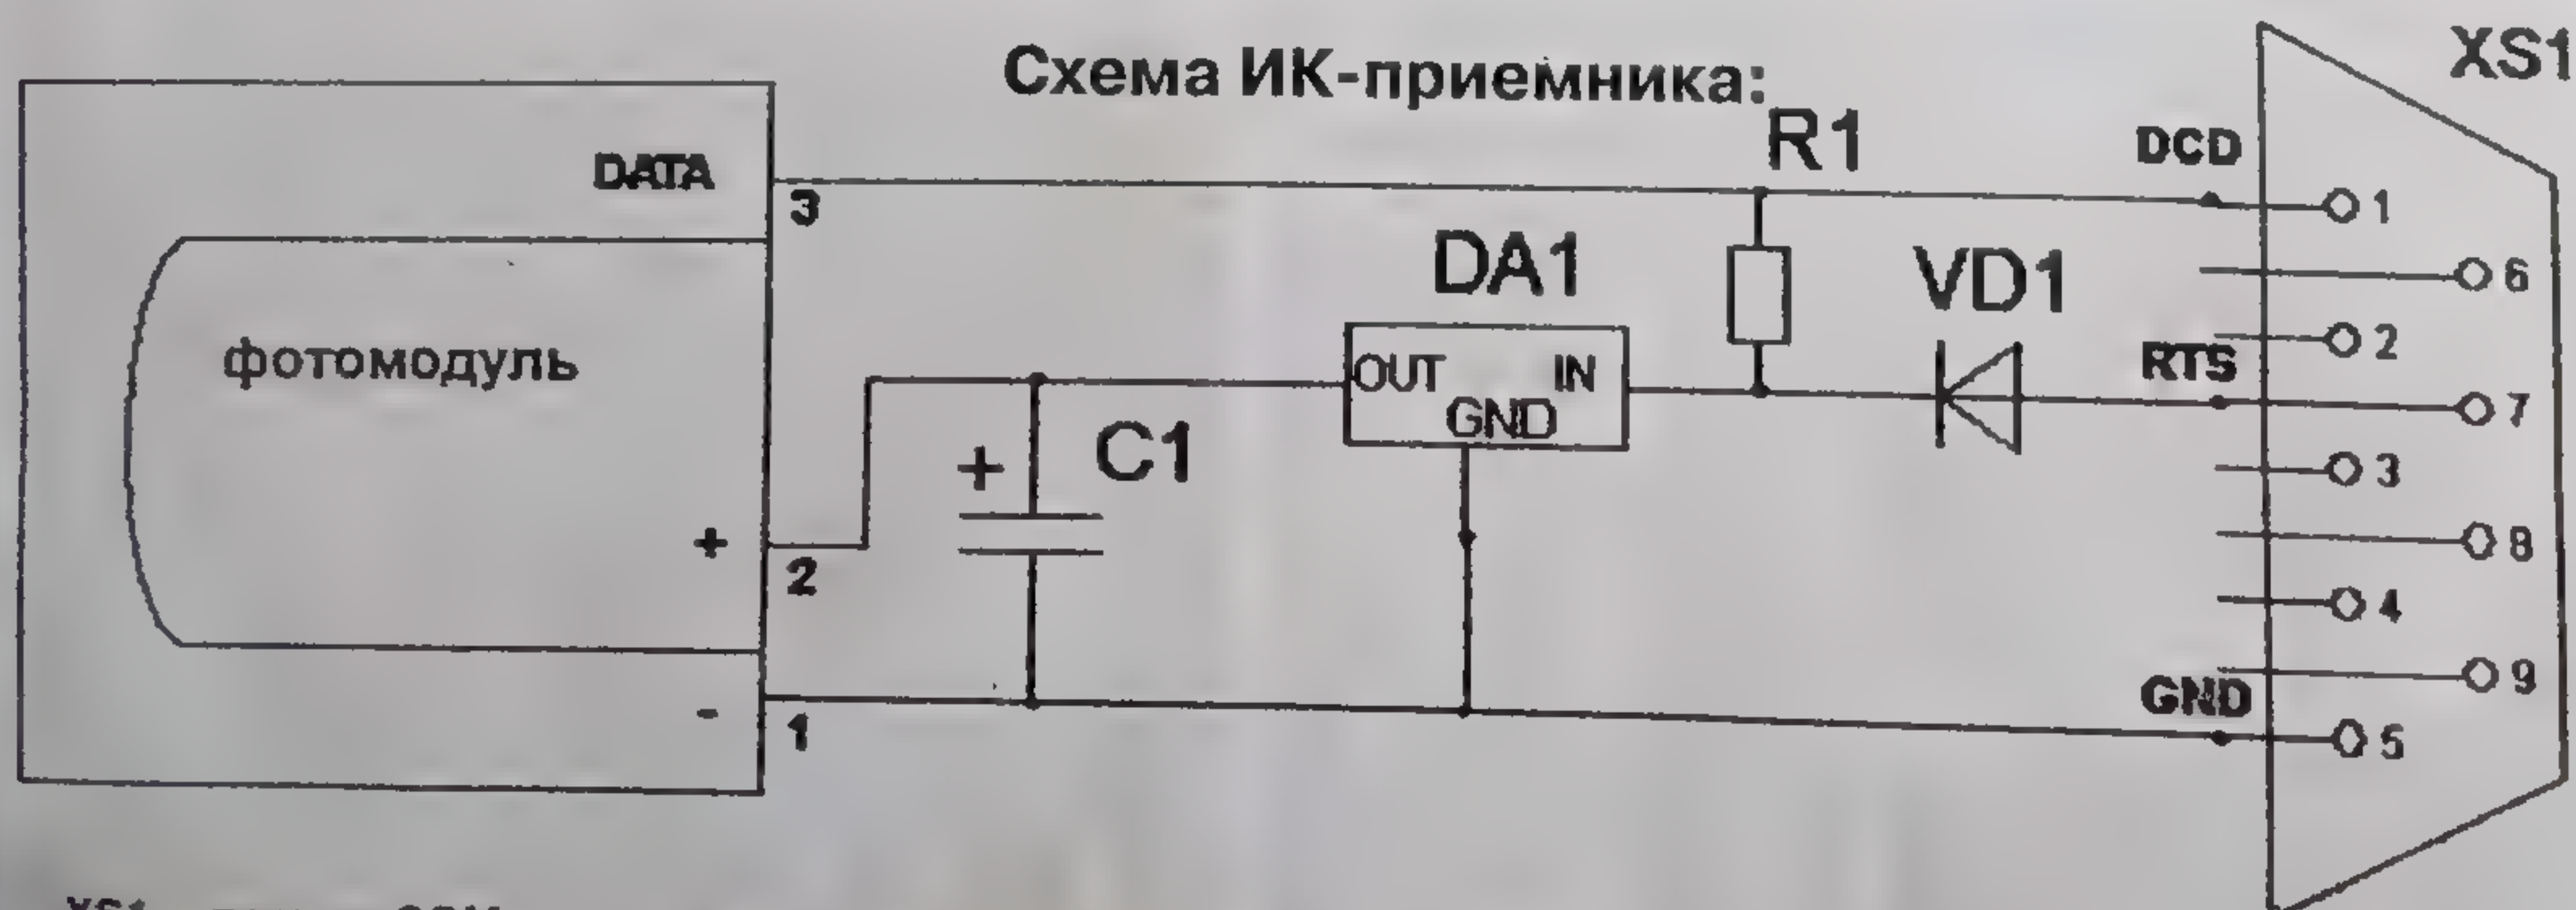 Схема ИК-приемника:
XS1
R1
DCD
DATA
3
1
DA1
VD1
6
фотомодуль
OUT
IN
GND
2
RTS
7
+
C1
3
+
2
8
4
-
1
GND
9
5
XS1